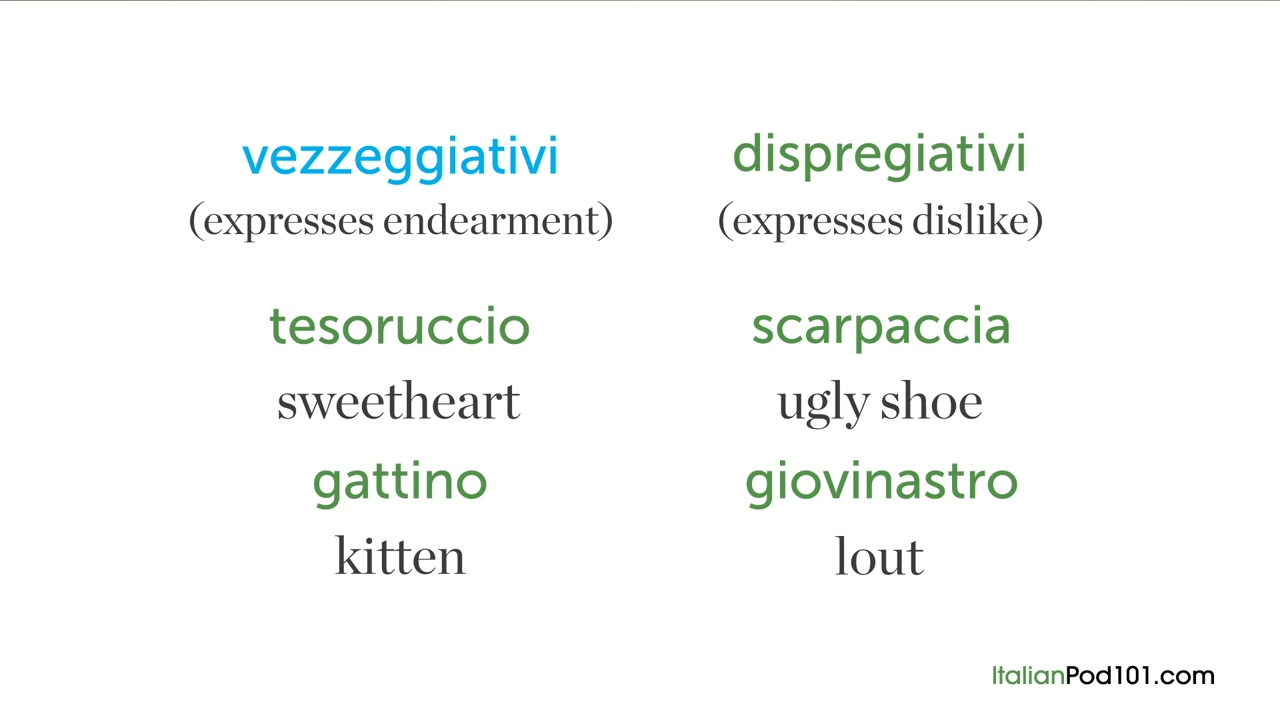 vezzeggiativi
(expresses endearment)
tesoruccio
sweetheart
gattino
kitten
dispregiativi
(expresses dislike)
scarpaccia
ugly shoe
giovinastro
lout
ItalianPod101.com